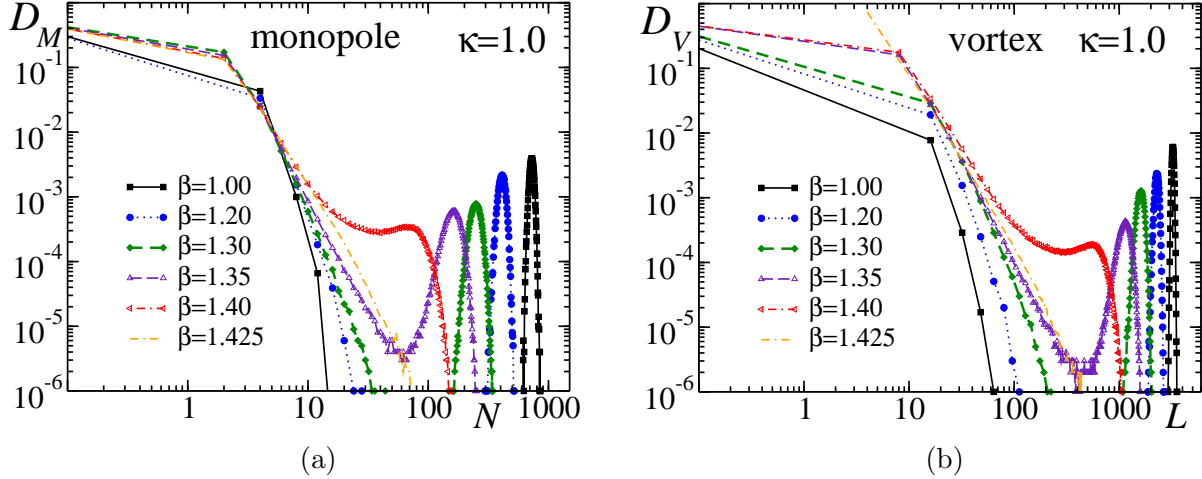 D_M
monopole κ=1.0
10^-1
10^-2
10^-3
10^-4
10^-5
10^-6
β=1.00
β=1.20
β=1.30
β=1.35
β=1.40
β=1.425
1 10 100 N 1000
(a)
D_V
vortex κ=1.0
10^-1
10^-2
10^-3
10^-4
10^-5
10^-6
β=1.00
β=1.20
β=1.30
β=1.35
β=1.40
β=1.425
1 10 100 1000 L
(b)